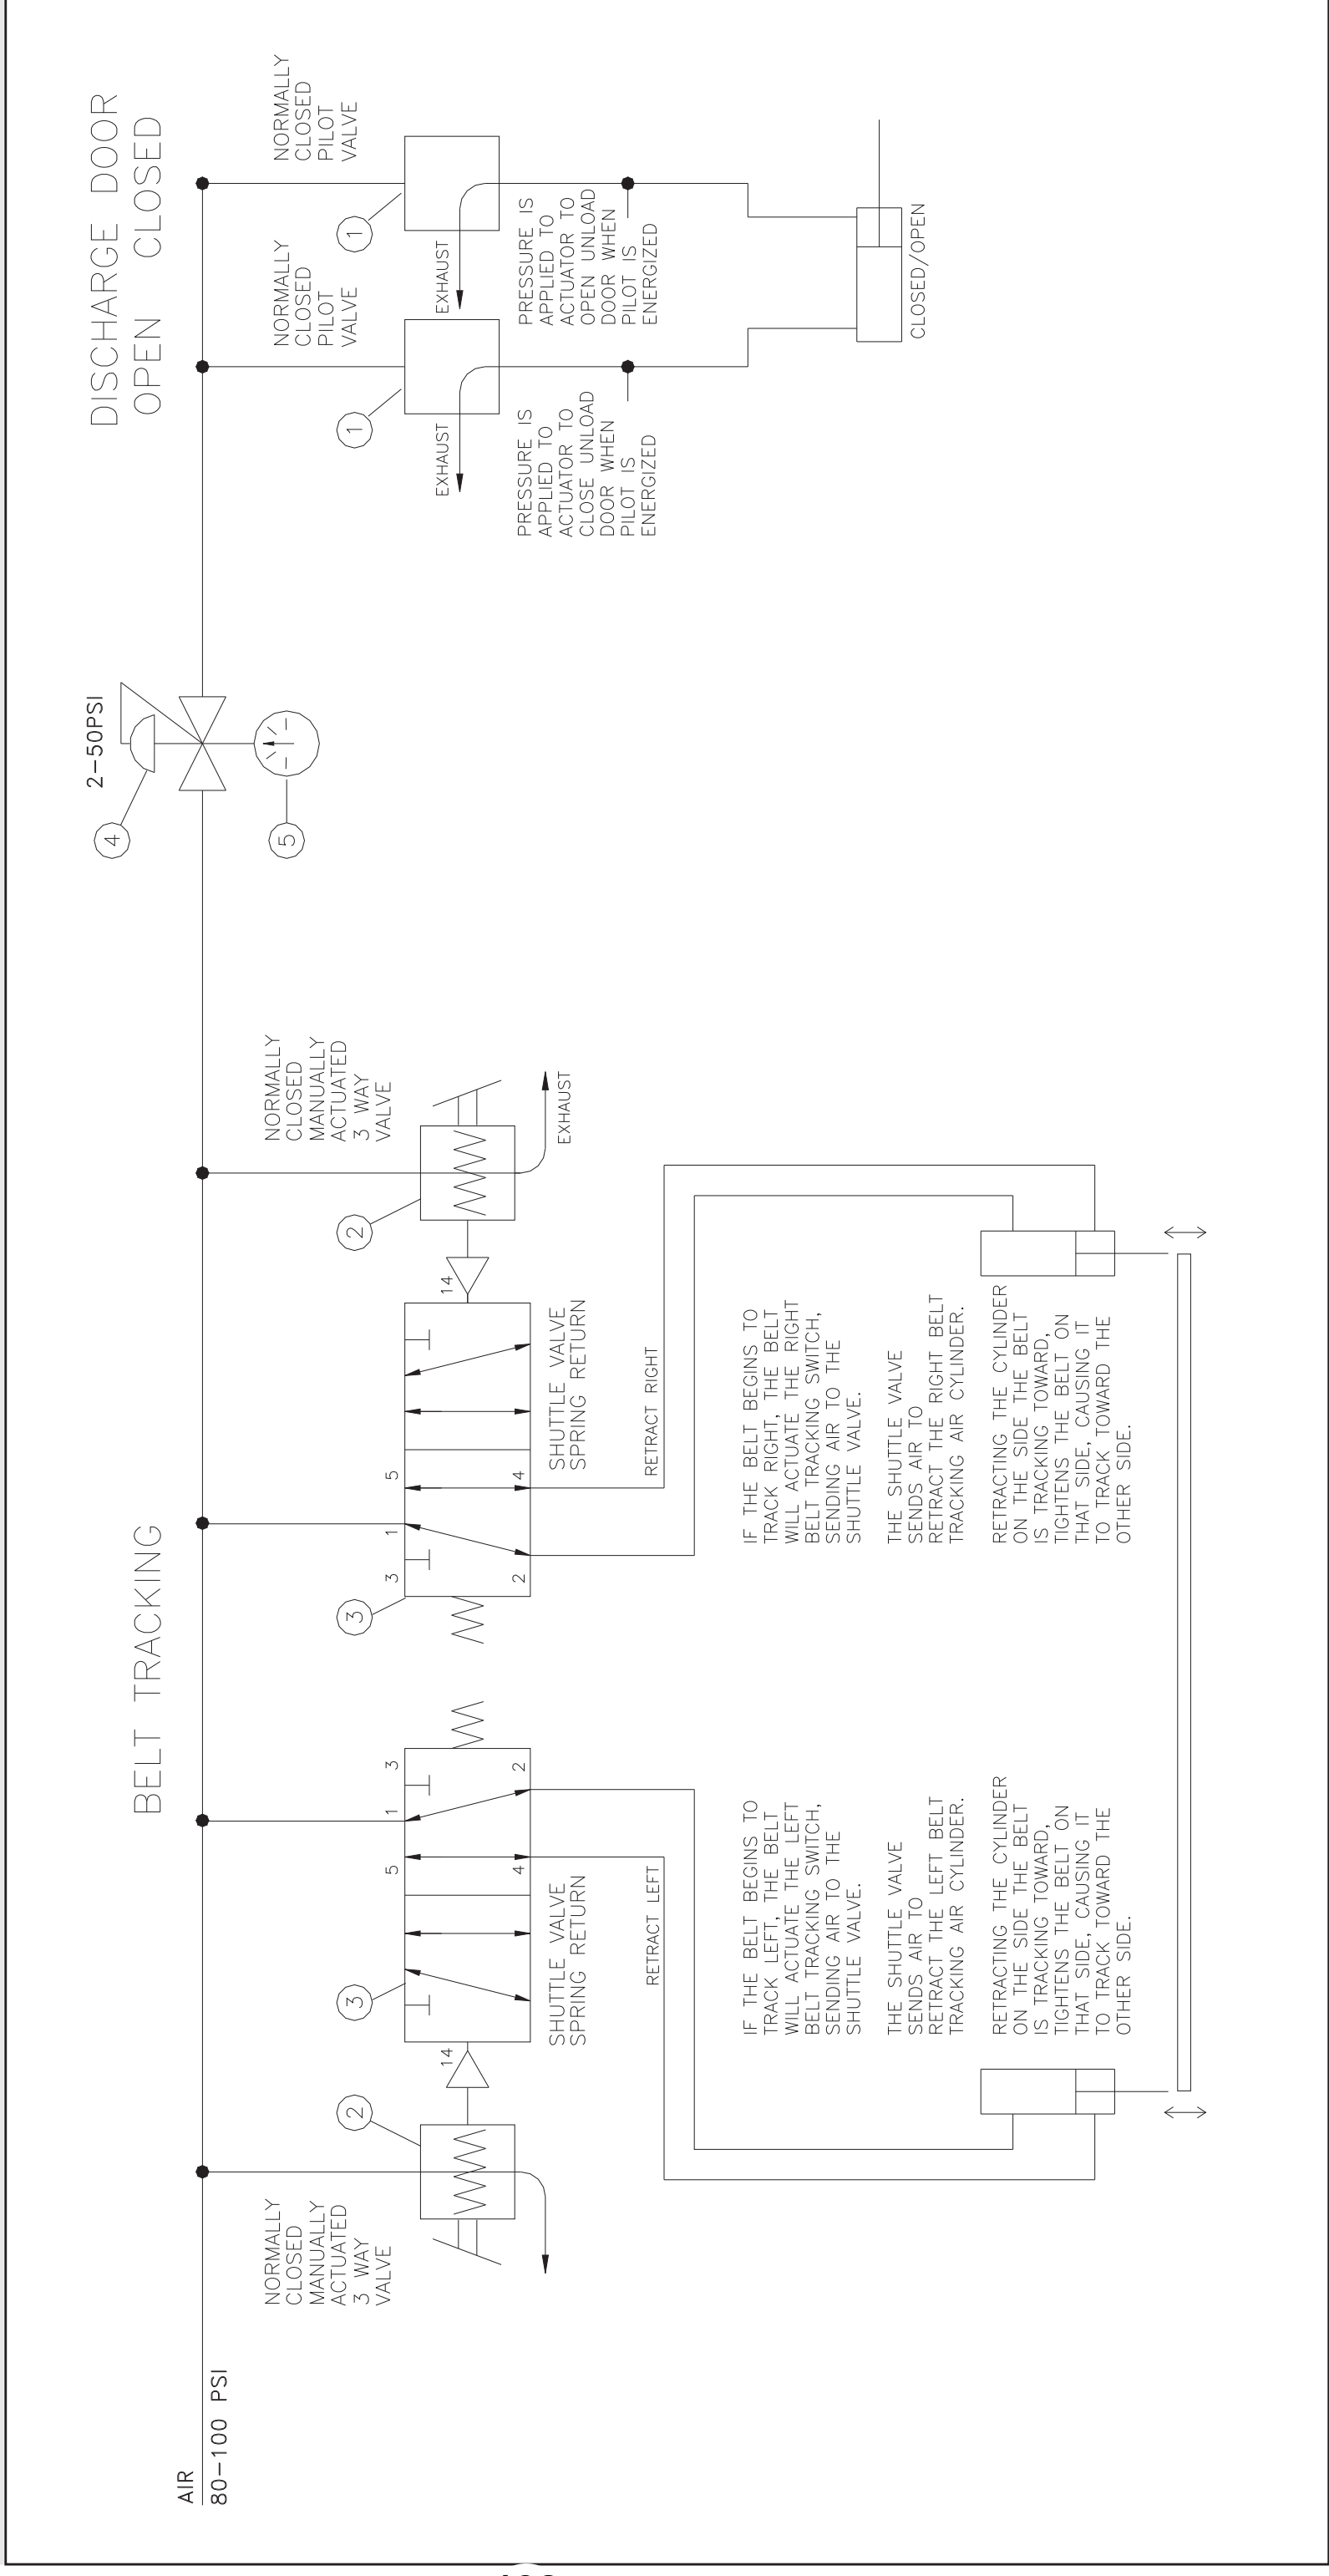 AIR
80-100 PSI
BELT TRACKING
2-50PSI
DISCHARGE DOOR
OPEN CLOSED
4
5
NORMALLY
CLOSED
MANUALLY
ACTUATED
3 WAY
VALVE
2
14
3
5
1
3
4
2
SHUTTLE VALVE
SPRING RETURN
RETRACT LEFT
IF THE BELT BEGINS TO
TRACK LEFT, THE BELT
WILL ACTUATE THE LEFT
BELT TRACKING SWITCH,
SENDING AIR TO THE
SHUTTLE VALVE.
THE SHUTTLE VALVE
SENDS AIR TO
RETRACT THE LEFT BELT
TRACKING AIR CYLINDER.
RETRACTING THE CYLINDER
ON THE SIDE THE BELT
IS TRACKING TOWARD,
TIGHTENS THE BELT ON
THAT SIDE, CAUSING IT
TO TRACK TOWARD THE
OTHER SIDE.
3
3
1
5
2
4
14
SHUTTLE VALVE
SPRING RETURN
RETRACT RIGHT
IF THE BELT BEGINS TO
TRACK RIGHT, THE BELT
WILL ACTUATE THE RIGHT
BELT TRACKING SWITCH,
SENDING AIR TO THE
SHUTTLE VALVE.
THE SHUTTLE VALVE
SENDS AIR TO
RETRACT THE RIGHT BELT
TRACKING AIR CYLINDER.
RETRACTING THE CYLINDER
ON THE SIDE THE BELT
IS TRACKING TOWARD,
TIGHTENS THE BELT ON
THAT SIDE, CAUSING IT
TO TRACK TOWARD THE
OTHER SIDE.
NORMALLY
CLOSED
MANUALLY
ACTUATED
3 WAY
VALVE
2
EXHAUST
NORMALLY
CLOSED
PILOT
VALVE
1
EXHAUST
PRESSURE IS
APPLIED TO
ACTUATOR TO
CLOSE UNLOAD
DOOR WHEN
PILOT IS
ENERGIZED
NORMALLY
CLOSED
PILOT
VALVE
1
EXHAUST
PRESSURE IS
APPLIED TO
ACTUATOR TO
OPEN UNLOAD
DOOR WHEN
PILOT IS
ENERGIZED
CLOSED/OPEN